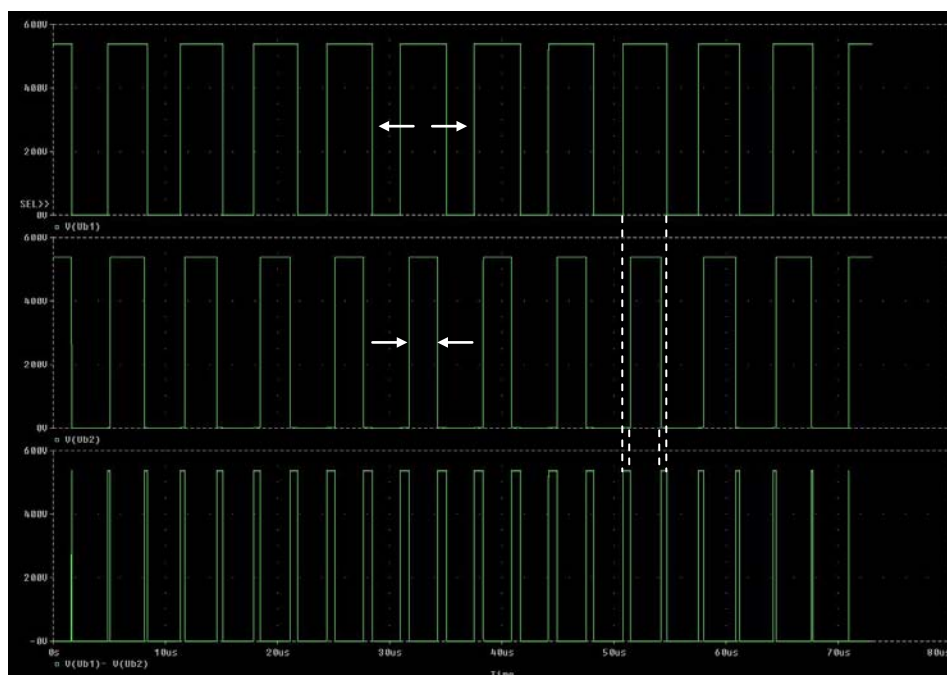 600V
400V
200V
SEL>>
0V
V(Ub1)
600V
400V
200V
0V
V(Ub2)
600V
400V
200V
-0V
0s 10us 20us 30us 40us 50us 60us 70us 80us
V(Ub1)- V(Ub2)
Time